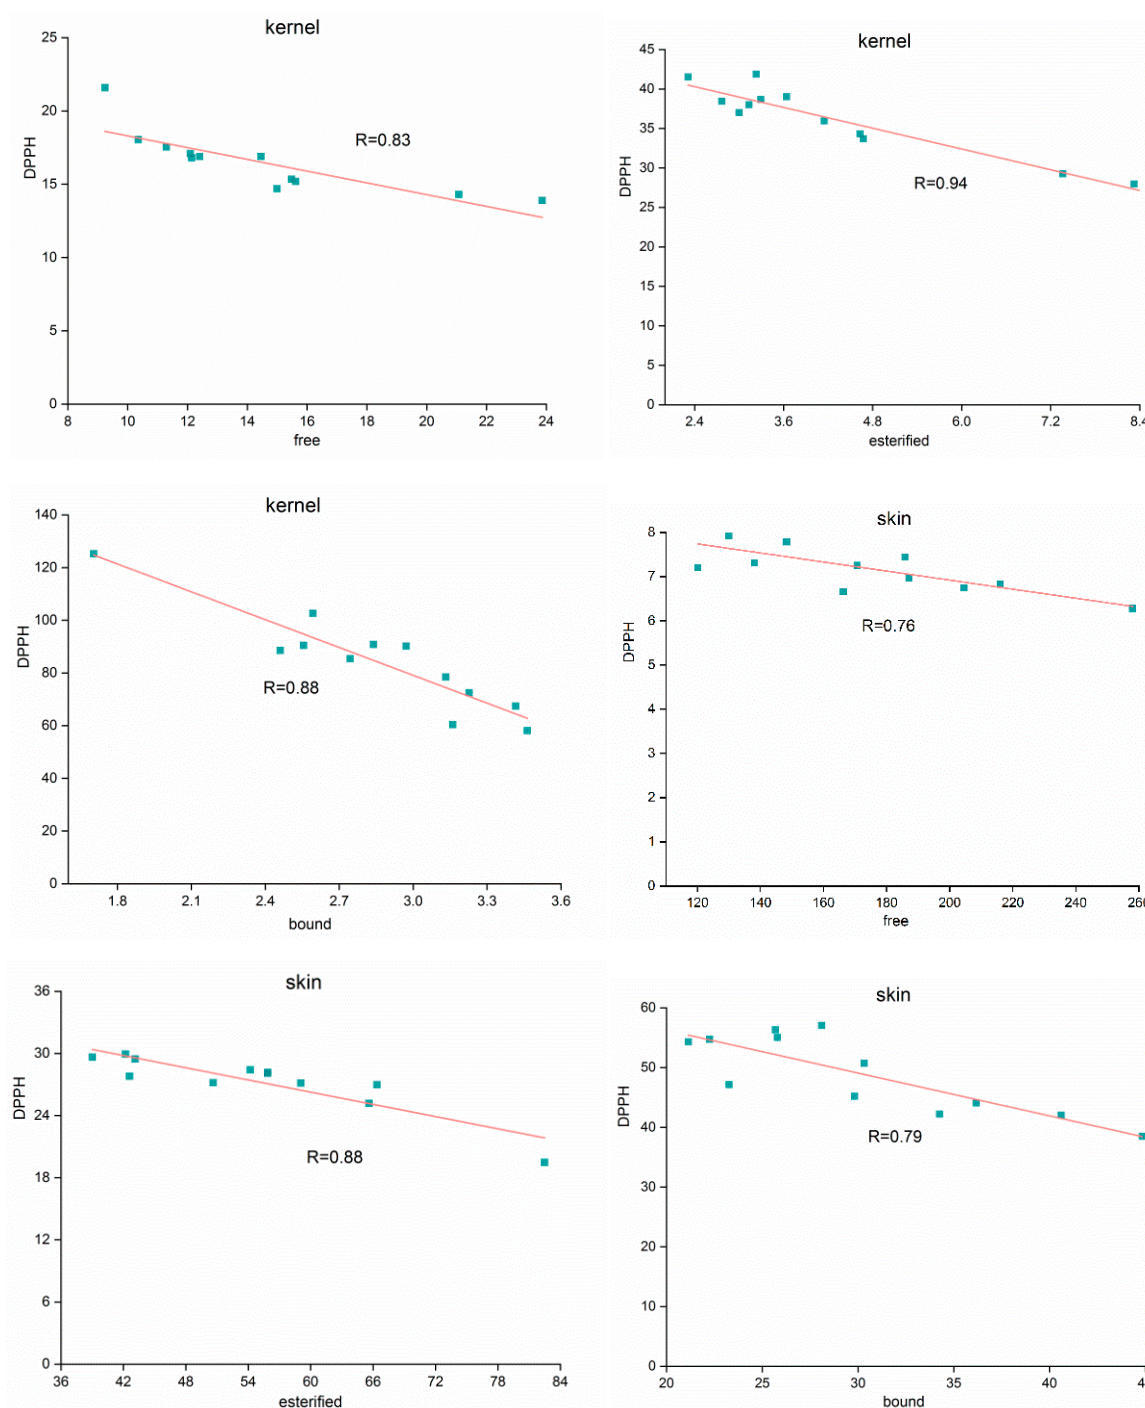 kernel
25
20
15
10
5
0
DPPH
R=0.83
8 10 12 14 16 18 20 22 24
free
kernel
45
40
35
30
25
20
15
10
5
0
DPPH
R=0.94
2.4 3.6 4.8 6.0 7.2 8.4
esterified
kernel
140
120
100
80
60
40
20
0
DPPH
R=0.88
1.8 2.1 2.4 2.7 3.0 3.3 3.6
bound
skin
8
7
6
5
4
3
2
1
0
DPPH
R=0.76
120 140 160 180 200 220 240 260
free
skin
36
30
24
18
12
6
0
DPPH
R=0.88
36 42 48 54 60 66 72 78 84
esterified
skin
60
50
40
30
20
10
0
DPPH
R=0.79
20 25 30 35 40 4
bound